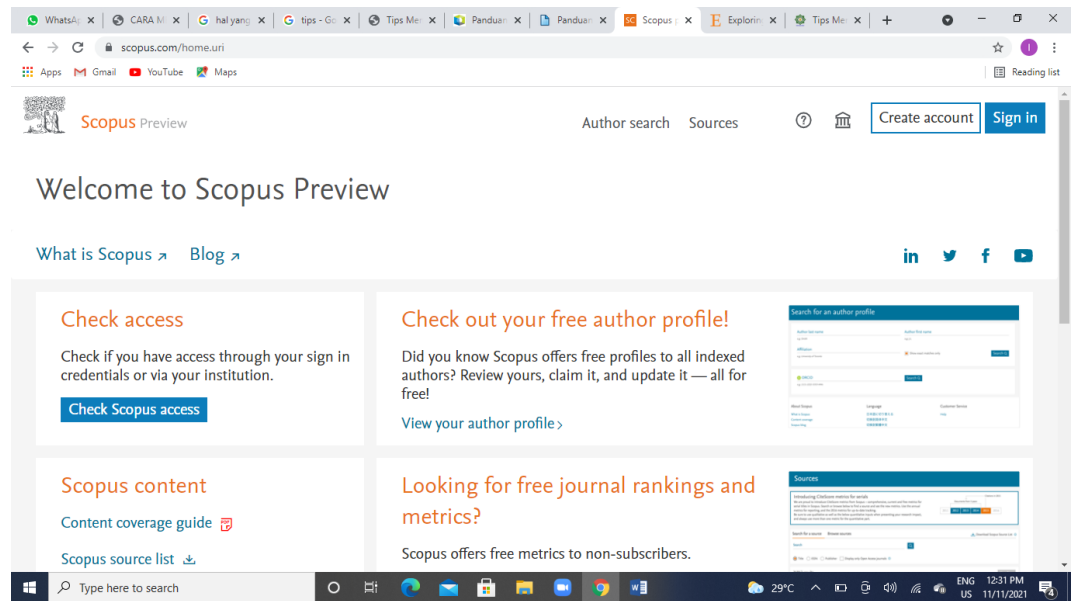 WhatsAp
CARA M
G hal yang
G tips - Go
Tips Me
Panduan
Panduan
SC Scopus
E Explorin
Tips Me
scopus.com/home.uri
Apps Gmail YouTube Maps Reading list
Scopus Preview
Author search Sources Create account Sign in
Welcome to Scopus Preview
What is Scopus Blog
Check access
Check if you have access through your sign in
credentials or via your institution.
Check Scopus access
Check out your free author profile!
Did you know Scopus offers free profiles to all indexed
authors? Review yours, claim it, and update it — all for
free!
View your author profile
Search for an author profile
Scopus content
Content coverage guide
Scopus source list
Looking for free journal rankings and
metrics?
Scopus offers free metrics to non-subscribers.
Sources
Introducing CiteScore metrics for serials
Type here to search
29°C
ENG
US
12:31 PM
11/11/2021